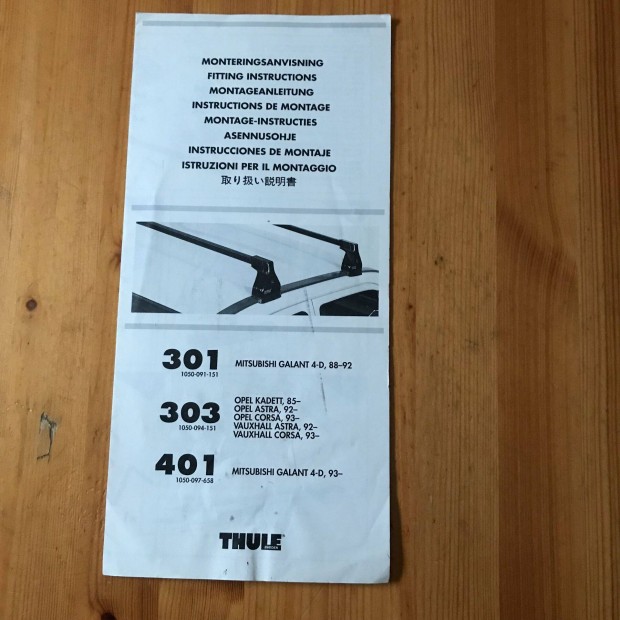 MONTERINGSANVISNING
FITTING INSTRUCTIONS
MONTAGEANLEITUNG
INSTRUCTIONS DE MONTAGE
MONTAGE-INSTRUCTIES
ASENNUSOHJE
INSTRUCCIONES DE MONTAJE
ISTRUZIONI PER IL MONTAGGIO
取り扱い説明書
301
1050-091-151
MITSUBISHI GALANT 4-D, 88–92
303
1050-094-151
OPEL KADETT, 85–
OPEL ASTRA, 92–
OPEL CORSA, 93–
VAUXHALL ASTRA, 92–
VAUXHALL CORSA, 93–
401
1050-097-658
MITSUBISHI GALANT 4-D, 93–
THULE
SWEDEN